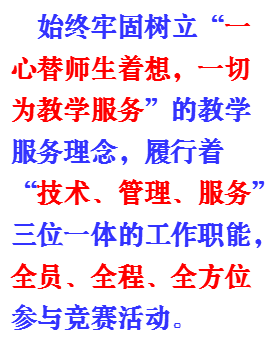 始终牢固树立“一
心替师生着想，一切
为教学服务”的教学
服务理念，履行着
“技术、管理、服务”
三位一体的工作职能，
全员、全程、全方位
参与竞赛活动。